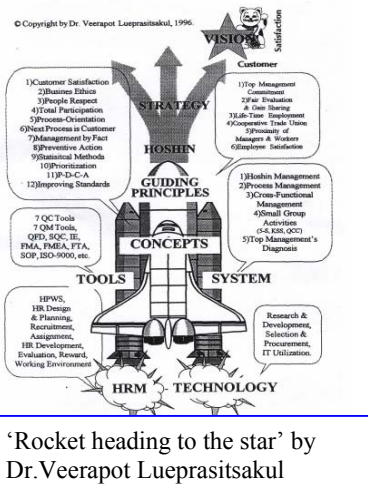 © Copyright by Dr. Veerapot Lueprasitsakul, 1996.
VISION
Satisfaction
Customer
STRATEGY
HOSHIN
1)Customer Satisfaction
2)Busines Ethics
3)People Respect
4)Total Participation
5)Process-Orientation
6)Next Process is Customer
7)Management by Fact
8)Preventive Action
9)Statisitcal Methods
10)Prioritization
11)P-D-C-A
12)Improving Standards
1)Top Management
Commitment
2)Fair Evaluation
& Gain Sharing
3)Life-Time Employment
4)Cooperative Trade Union
5)Proximity of
Managers & Workers
6)Employee Satisfaction
GUIDING
PRINCIPLES
CONCEPTS
7 QC Tools
7 QM Tools,
QFD, SQC, IE,
FMA, FMEA, FTA,
SOP, ISO-9000, etc.
1)Hoshin Management
2)Process Management
3)Cross-Functional
Management
4)Small Group
Activities
(5-S, KSS, QCC)
5)Top Management's
Diagnosis
TOOLS
SYSTEM
HPWS,
HR Design
& Planning,
Recruitment,
Assignment,
HR Development,
Evaluation, Reward,
Working Environment
Research &
Development,
Selection &
Procurement,
IT Utilization.
HRM - TECHNOLOGY
‘Rocket heading to the star’ by
Dr.Veerapot Lueprasitsakul